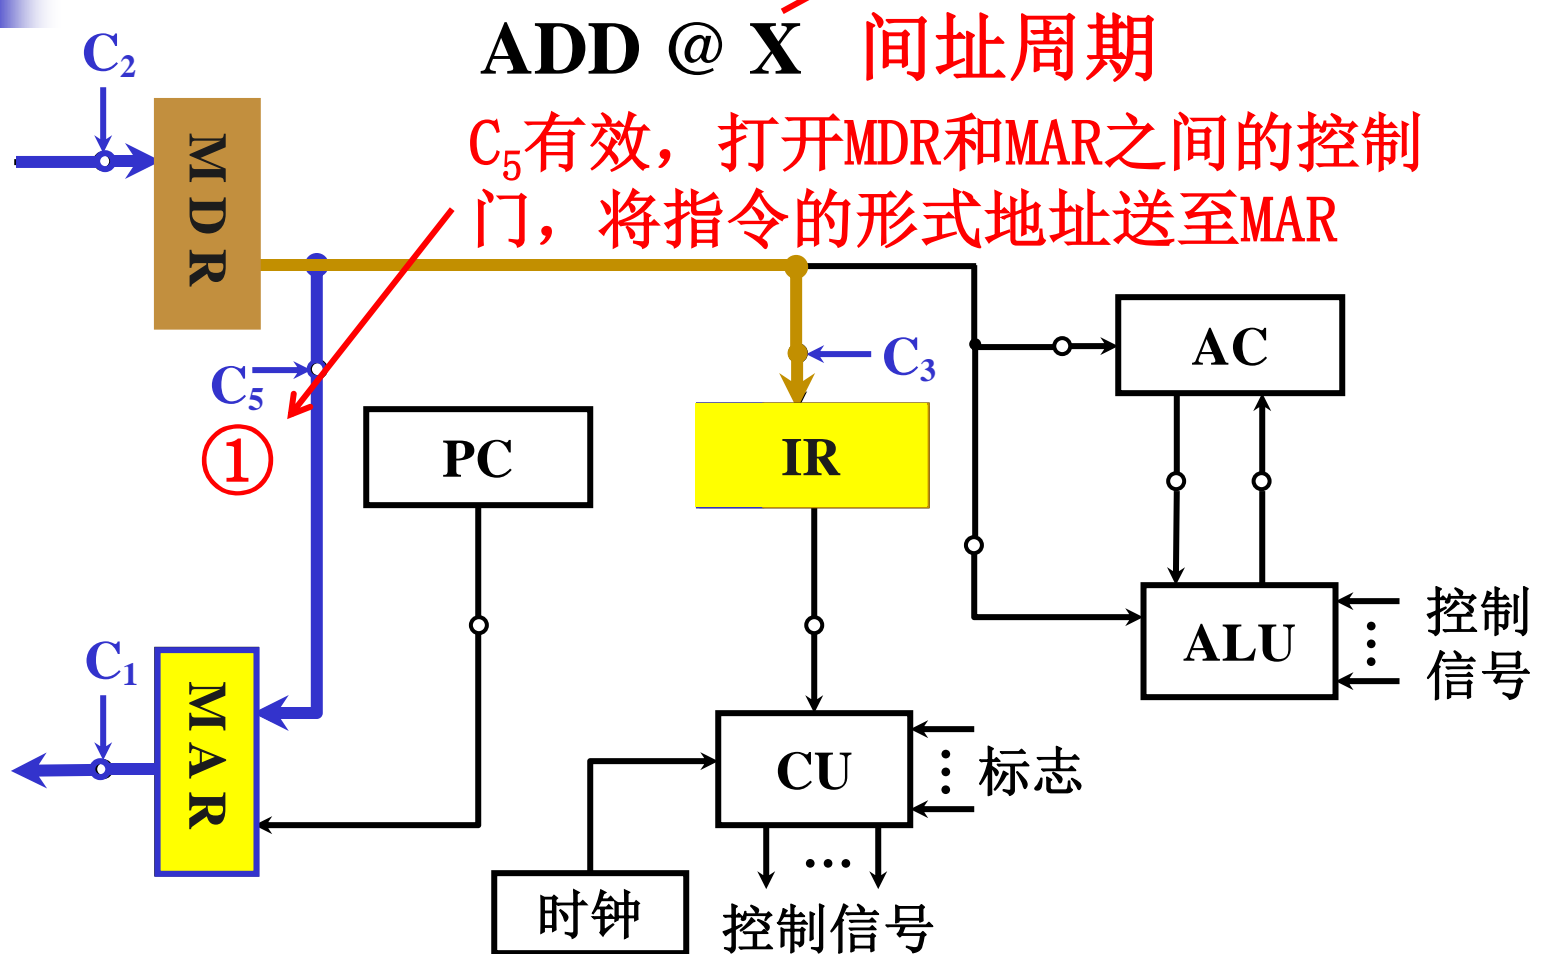 ADD @ X 间址周期
C2
C5有效，打开MDR和MAR之间的控制
门，将指令的形式地址送至MAR
MDR
C3
AC
C5
①
PC
IR
控制
信号
ALU
C1
MAR
CU
标志
时钟
控制信号